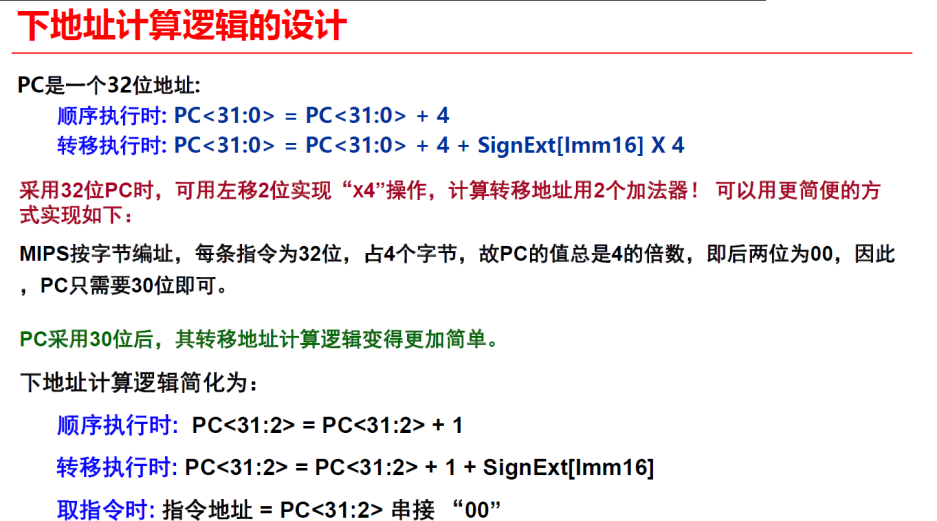 下地址计算逻辑的设计
PC是一个32位地址:
顺序执行时: PC<31:0> = PC<31:0> + 4
转移执行时: PC<31:0> = PC<31:0> + 4 + SignExt[Imm16] X 4
采用32位PC时，可用左移2位实现“x4”操作，计算转移地址用2个加法器！可以用更简便的方
式实现如下：
MIPS按字节编址，每条指令为32位，占4个字节，故PC的值总是4的倍数，即后两位为00，因此
，PC只需要30位即可。
PC采用30位后，其转移地址计算逻辑变得更加简单。
下地址计算逻辑简化为：
顺序执行时: PC<31:2> = PC<31:2> + 1
转移执行时: PC<31:2> = PC<31:2> + 1 + SignExt[Imm16]
取指令时: 指令地址 = PC<31:2> 串接 “00”